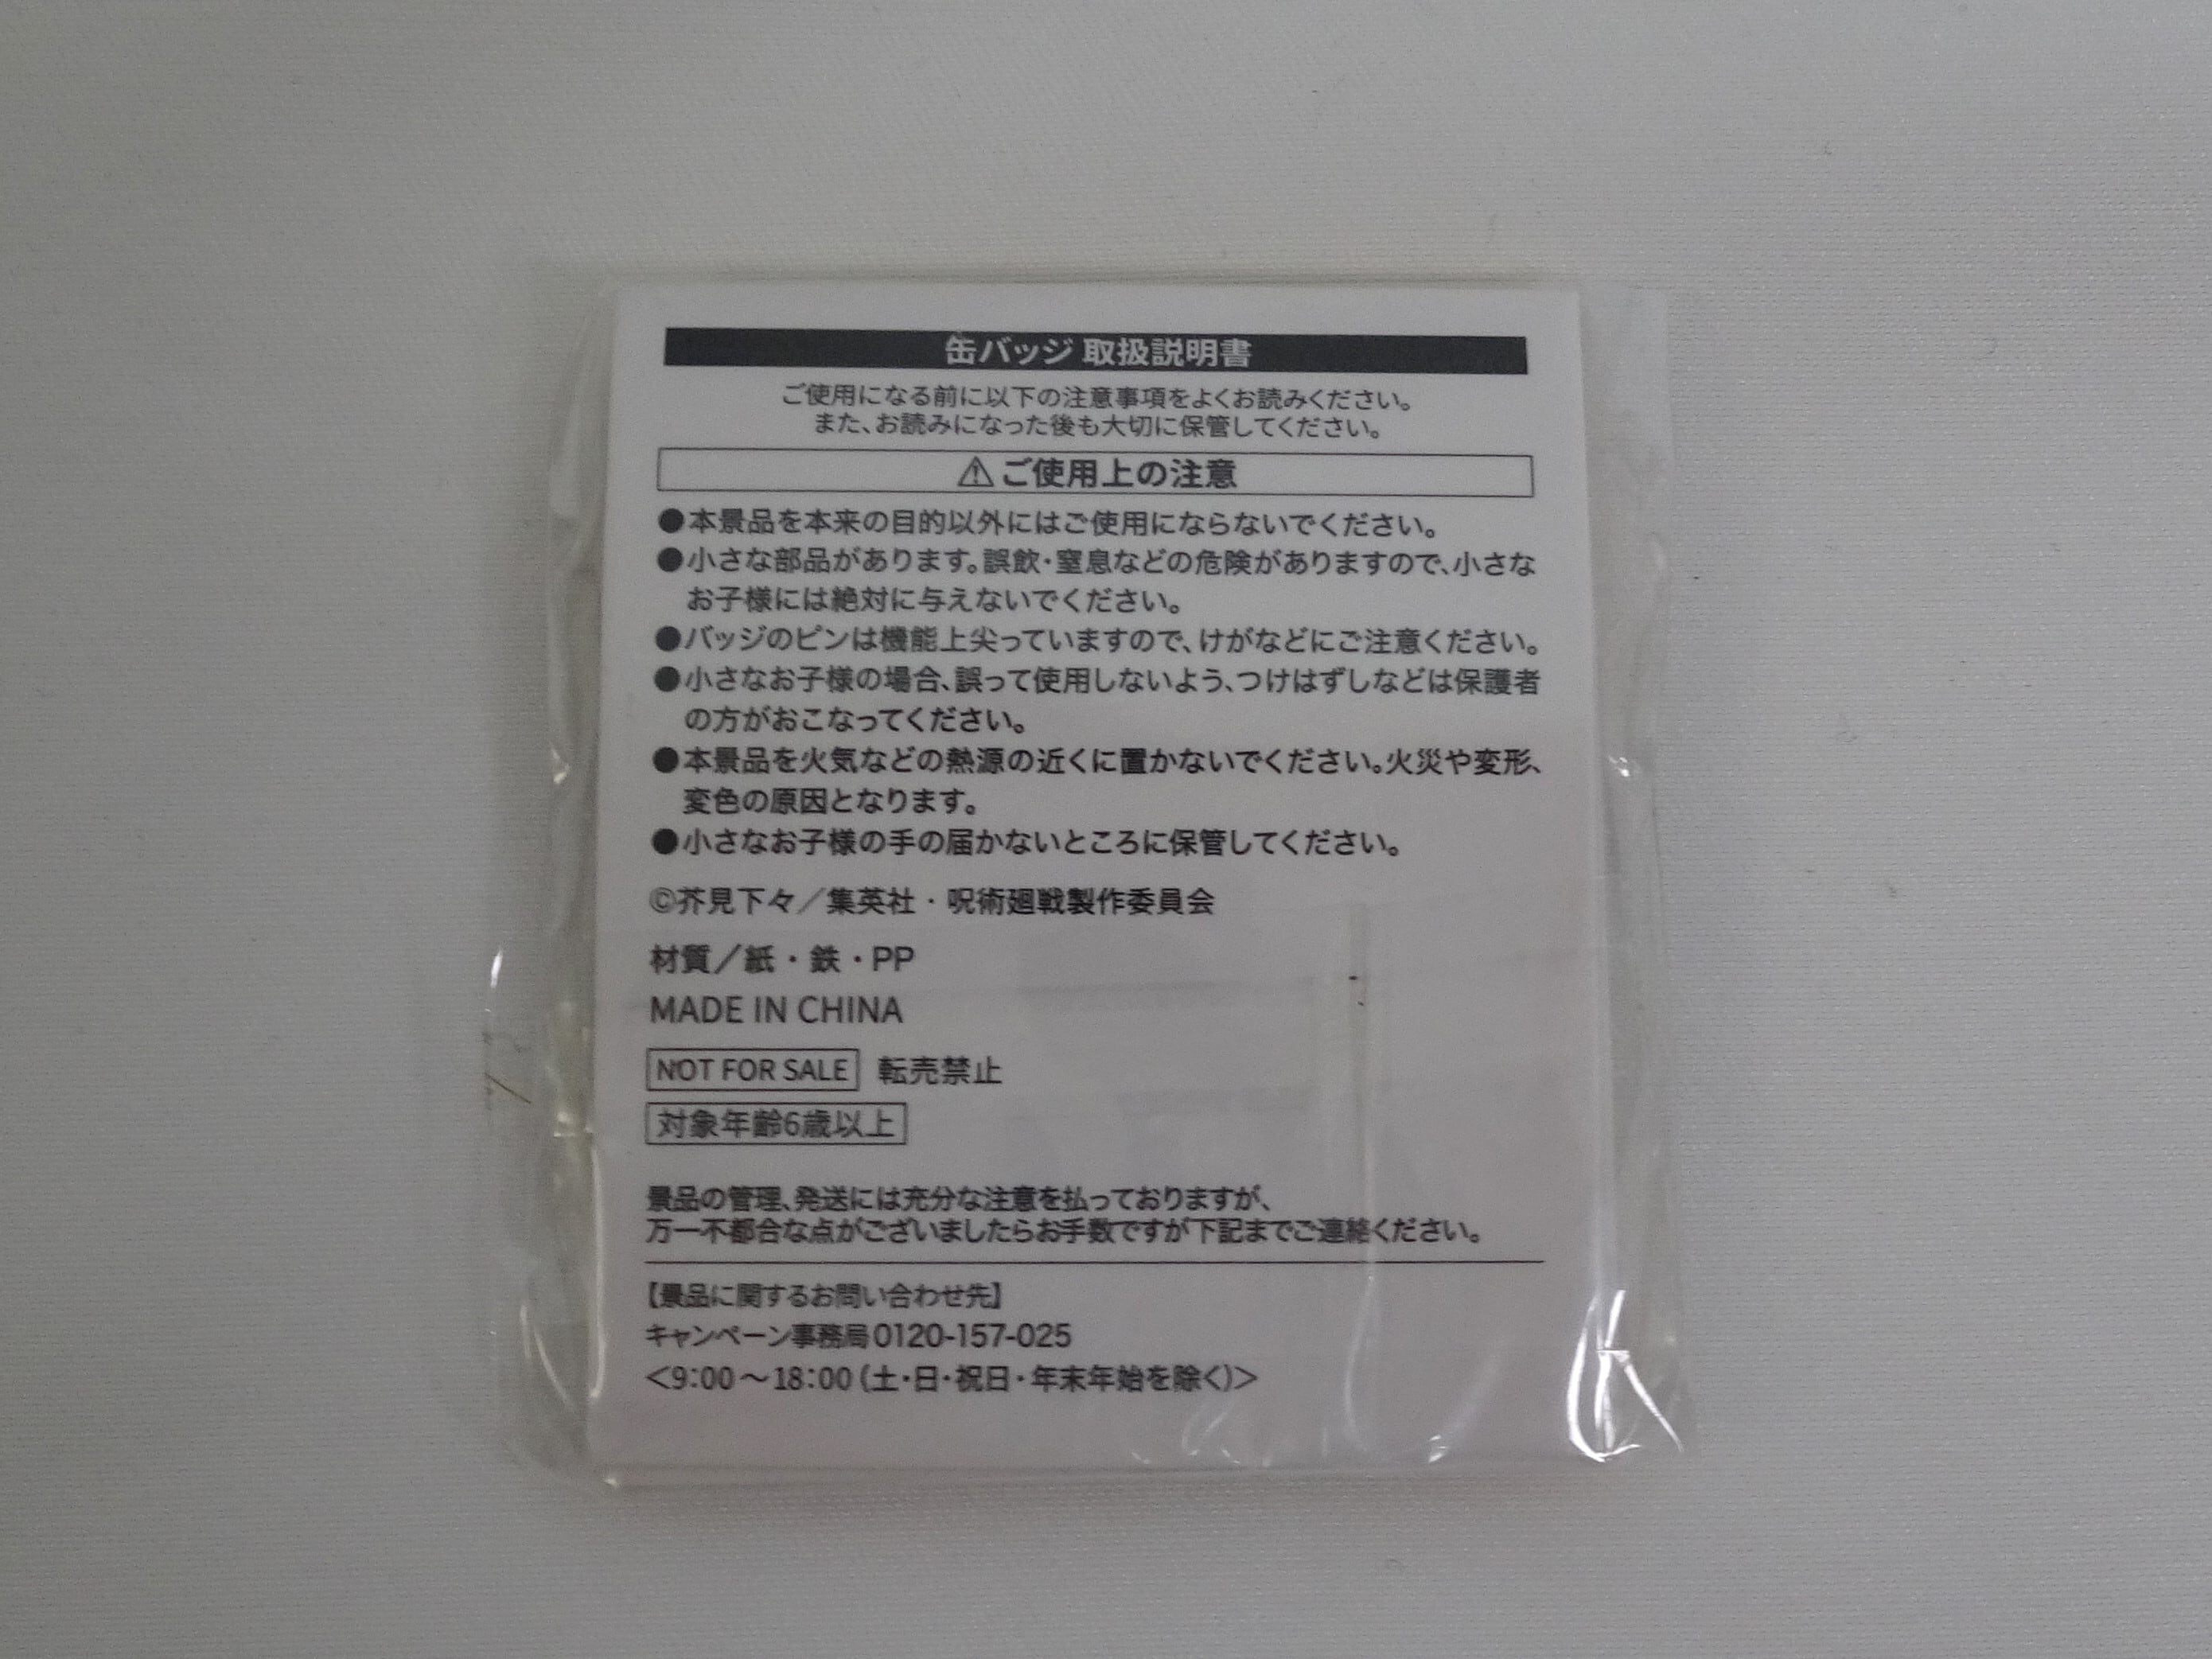 缶バッジ 取扱説明書
ご使用になる前に以下の注意事項をよくお読みください。
また、お読みになった後も大切に保管してください。
⚠ご使用上の注意
●本景品を本来の目的以外にはご使用にならないでください。
●小さな部品があります。誤飲・窒息などの危険がありますので、小さな
お子様には絶対に与えないでください。
●バッジのピンは機能上尖っていますので、けがなどにご注意ください。
●小さなお子様の場合、誤って使用しないよう、つけはずしなどは保護者
の方がおこなってください。
●本景品を火気などの熱源の近くに置かないでください。火災や変形、
変色の原因となります。
●小さなお子様の手の届かないところに保管してください。
©芥見下々／集英社・呪術廻戦製作委員会
材質／紙・鉄・PP
MADE IN CHINA
NOT FOR SALE 転売禁止
対象年齢6歳以上
景品の管理、発送には充分な注意を払っておりますが、
万一不都合な点がございましたらお手数ですが下記までご連絡ください。
【景品に関するお問い合わせ先】
キャンペーン事務局0120-157-025
＜9:00～18:00（土・日・祝日・年末年始を除く）＞